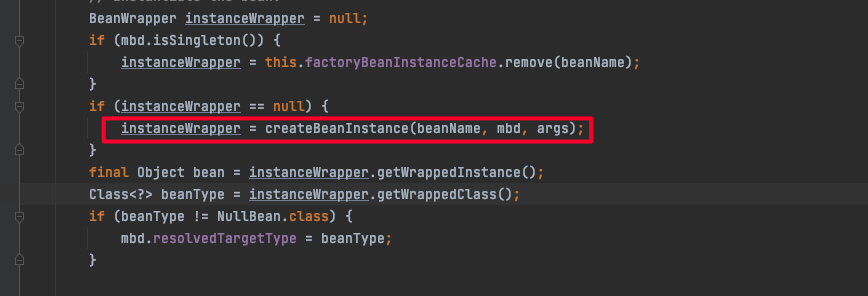 // Instantiate the bean.
BeanWrapper instanceWrapper = null;
if (mbd.isSingleton()) {
instanceWrapper = this.factoryBeanInstanceCache.remove(beanName);
}
if (instanceWrapper == null) {
instanceWrapper = createBeanInstance(beanName, mbd, args);
}
final Object bean = instanceWrapper.getWrappedInstance();
Class<?> beanType = instanceWrapper.getWrappedClass();
if (beanType != NullBean.class) {
mbd.resolvedTargetType = beanType;
}